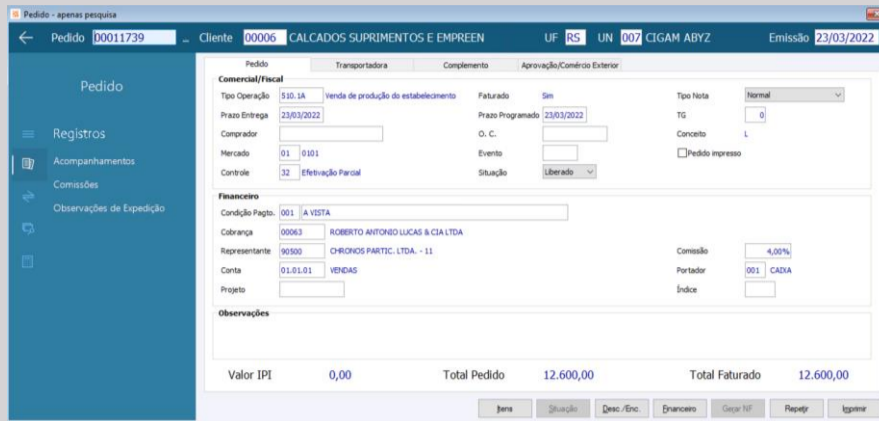 Pedido - apenas pesquisa
Pedido 00011739 ... Cliente 00006 CALCADOS SUPRIMENTOS E EMPREEN UF RS UN 007 CIGAM ABYZ Emissão 23/03/2022
Pedido
Registros
Acompanhamentos
Comissões
Observações de Expedição
Pedido Transportadora Complemento Aprovação/Comércio Exterior
Comercial/Fiscal
Tipo Operação 510.1A Venda de produção do estabelecimento Faturado Sim Tipo Nota Normal
Prazo Entrega 23/03/2022 Prazo Programado 23/03/2022 TG 0
Comprador O. C. Conceito L
Mercado 01 0101 Evento Pedido impresso
Controle 32 Efetivação Parcial Situação Liberado
Financeiro
Condição Pagto. 001 A VISTA
Cobrança 00063 ROBERTO ANTONIO LUCAS & CIA LTDA
Representante 90500 CHRONOS PARTIC. LTDA. - 11 Comissão 4,00%
Conta 01.01.01 VENDAS Portador 001 CAIXA
Projeto Índice
Observações
Valor IPI 0,00 Total Pedido 12.600,00 Total Faturado 12.600,00
Itens Situação Desc./Enc. Financeiro Gerar NF Repetir Imprimir